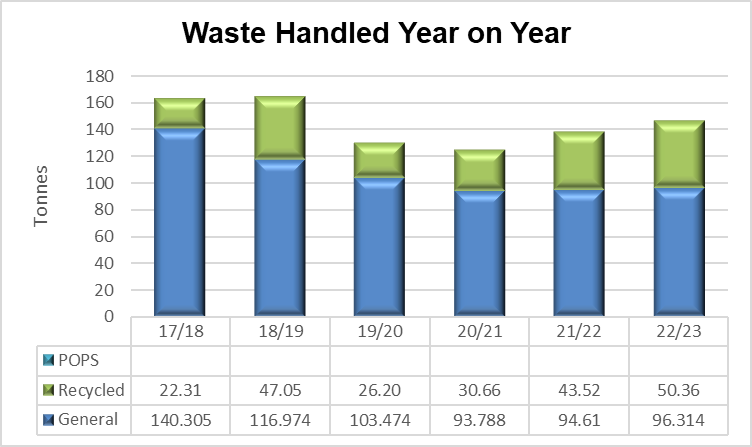 Waste Handled Year on Year
Tonnes
180
160
140
120
100
80
60
40
20
0
17/18 18/19 19/20 20/21 21/22 22/23
POPS
Recycled 22.31 47.05 26.20 30.66 43.52 50.36
General 140.305 116.974 103.474 93.788 94.61 96.314